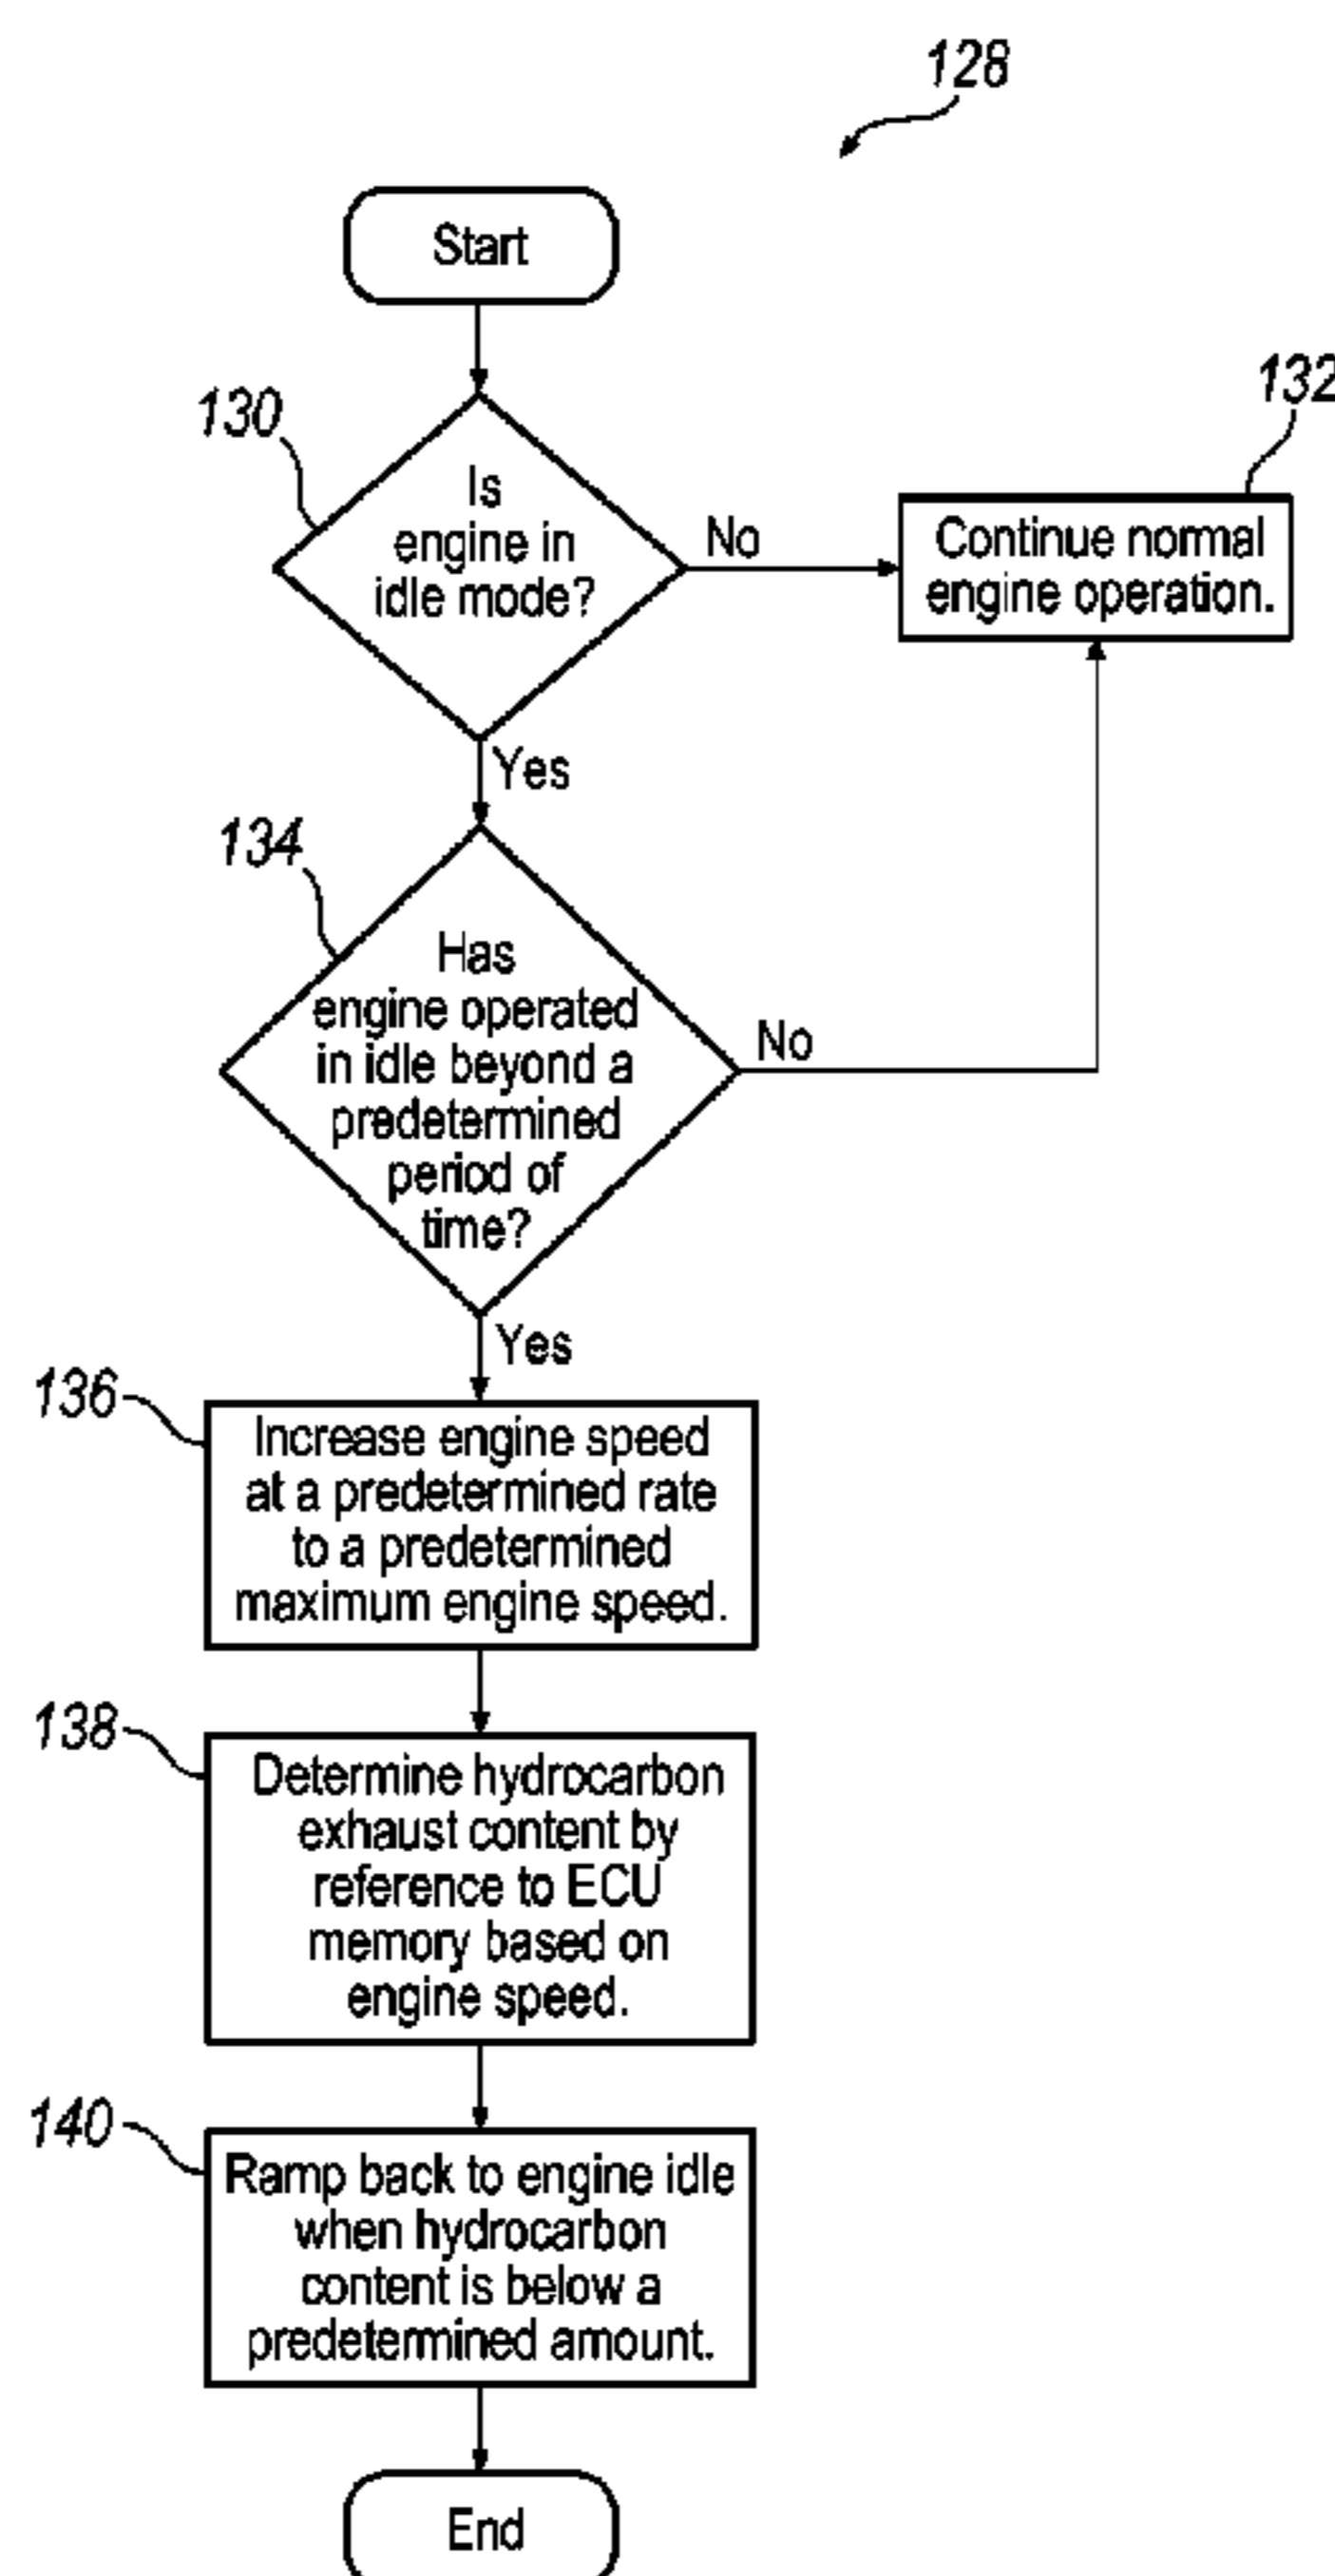 128
Start
130
Is
engine in
idle mode?
No
132
Continue normal
engine operation.
Yes
134
Has
engine operated
in idle beyond a
predetermined
period of
time?
No
Yes
136
Increase engine speed
at a predetermined rate
to a predetermined
maximum engine speed.
138
Determine hydrocarbon
exhaust content by
reference to ECU
memory based on
engine speed.
140
Ramp back to engine idle
when hydrocarbon
content is below a
predetermined amount.
End